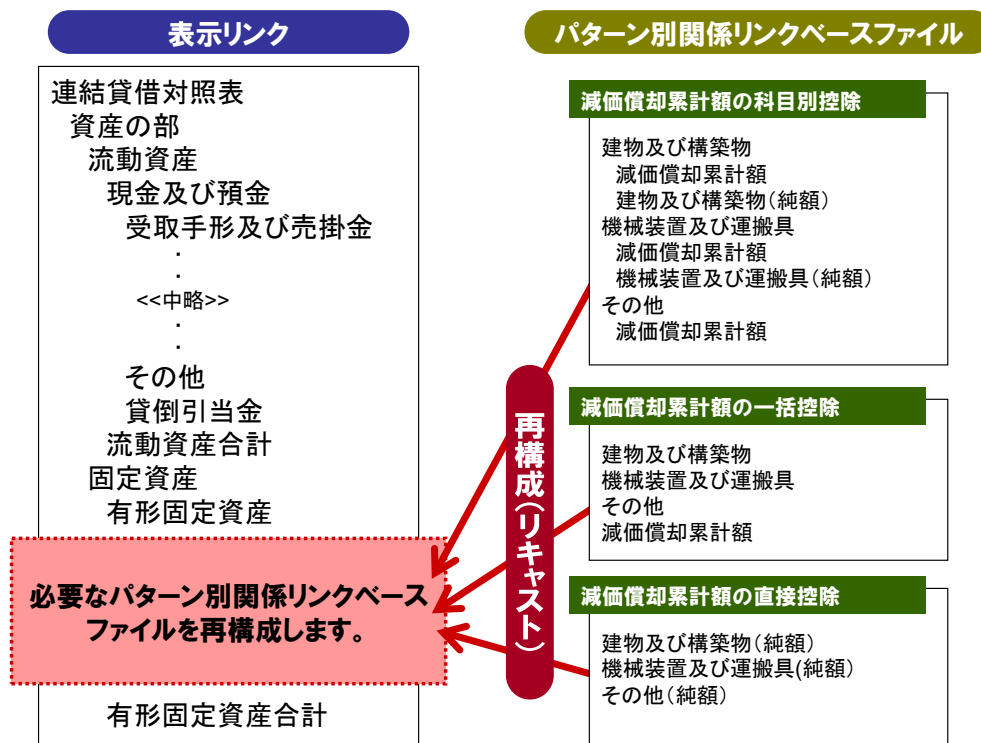 表示リンク
連結貸借対照表
資産の部
流動資産
現金及び預金
受取手形及び売掛金
・
・
<<中略>>
・
・
その他
貸倒引当金
流動資産合計
固定資産
有形固定資産
必要なパターン別関係リンクベース
ファイルを再構成します。
有形固定資産合計
再構成(リキャスト)
パターン別関係リンクベースファイル
減価償却累計額の科目別控除
建物及び構築物
減価償却累計額
建物及び構築物(純額)
機械装置及び運搬具
減価償却累計額
機械装置及び運搬具(純額)
その他
減価償却累計額
減価償却累計額の一括控除
建物及び構築物
機械装置及び運搬具
その他
減価償却累計額
減価償却累計額の直接控除
建物及び構築物(純額)
機械装置及び運搬具(純額)
その他(純額)